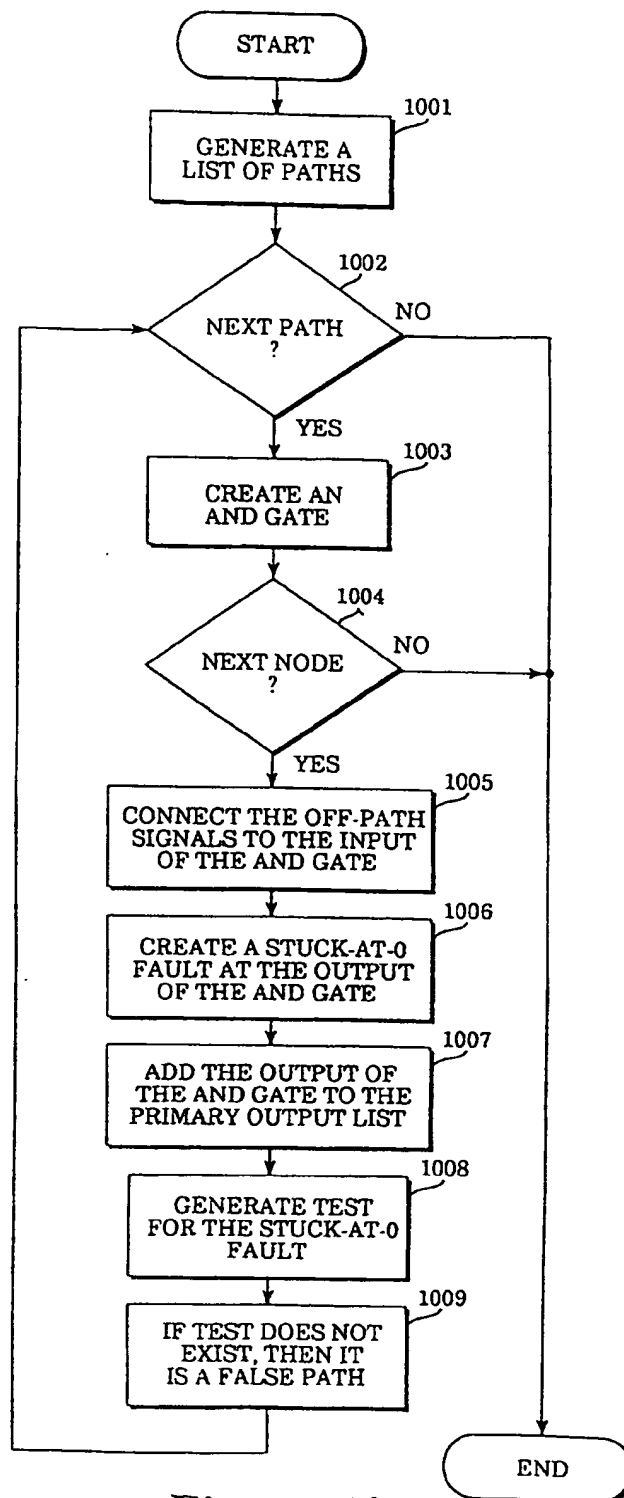 START
1001
GENERATE A
LIST OF PATHS
1002
NEXT PATH
?
NO
YES
1003
CREATE AN
AND GATE
1004
NEXT NODE
?
NO
YES
1005
CONNECT THE OFF-PATH
SIGNALS TO THE INPUT
OF THE AND GATE
1006
CREATE A STUCK-AT-0
FAULT AT THE OUTPUT
OF THE AND GATE
1007
ADD THE OUTPUT OF
THE AND GATE TO THE
PRIMARY OUTPUT LIST
1008
GENERATE TEST
FOR THE STUCK-AT-0
FAULT
1009
IF TEST DOES NOT
EXIST, THEN IT
IS A FALSE PATH
END